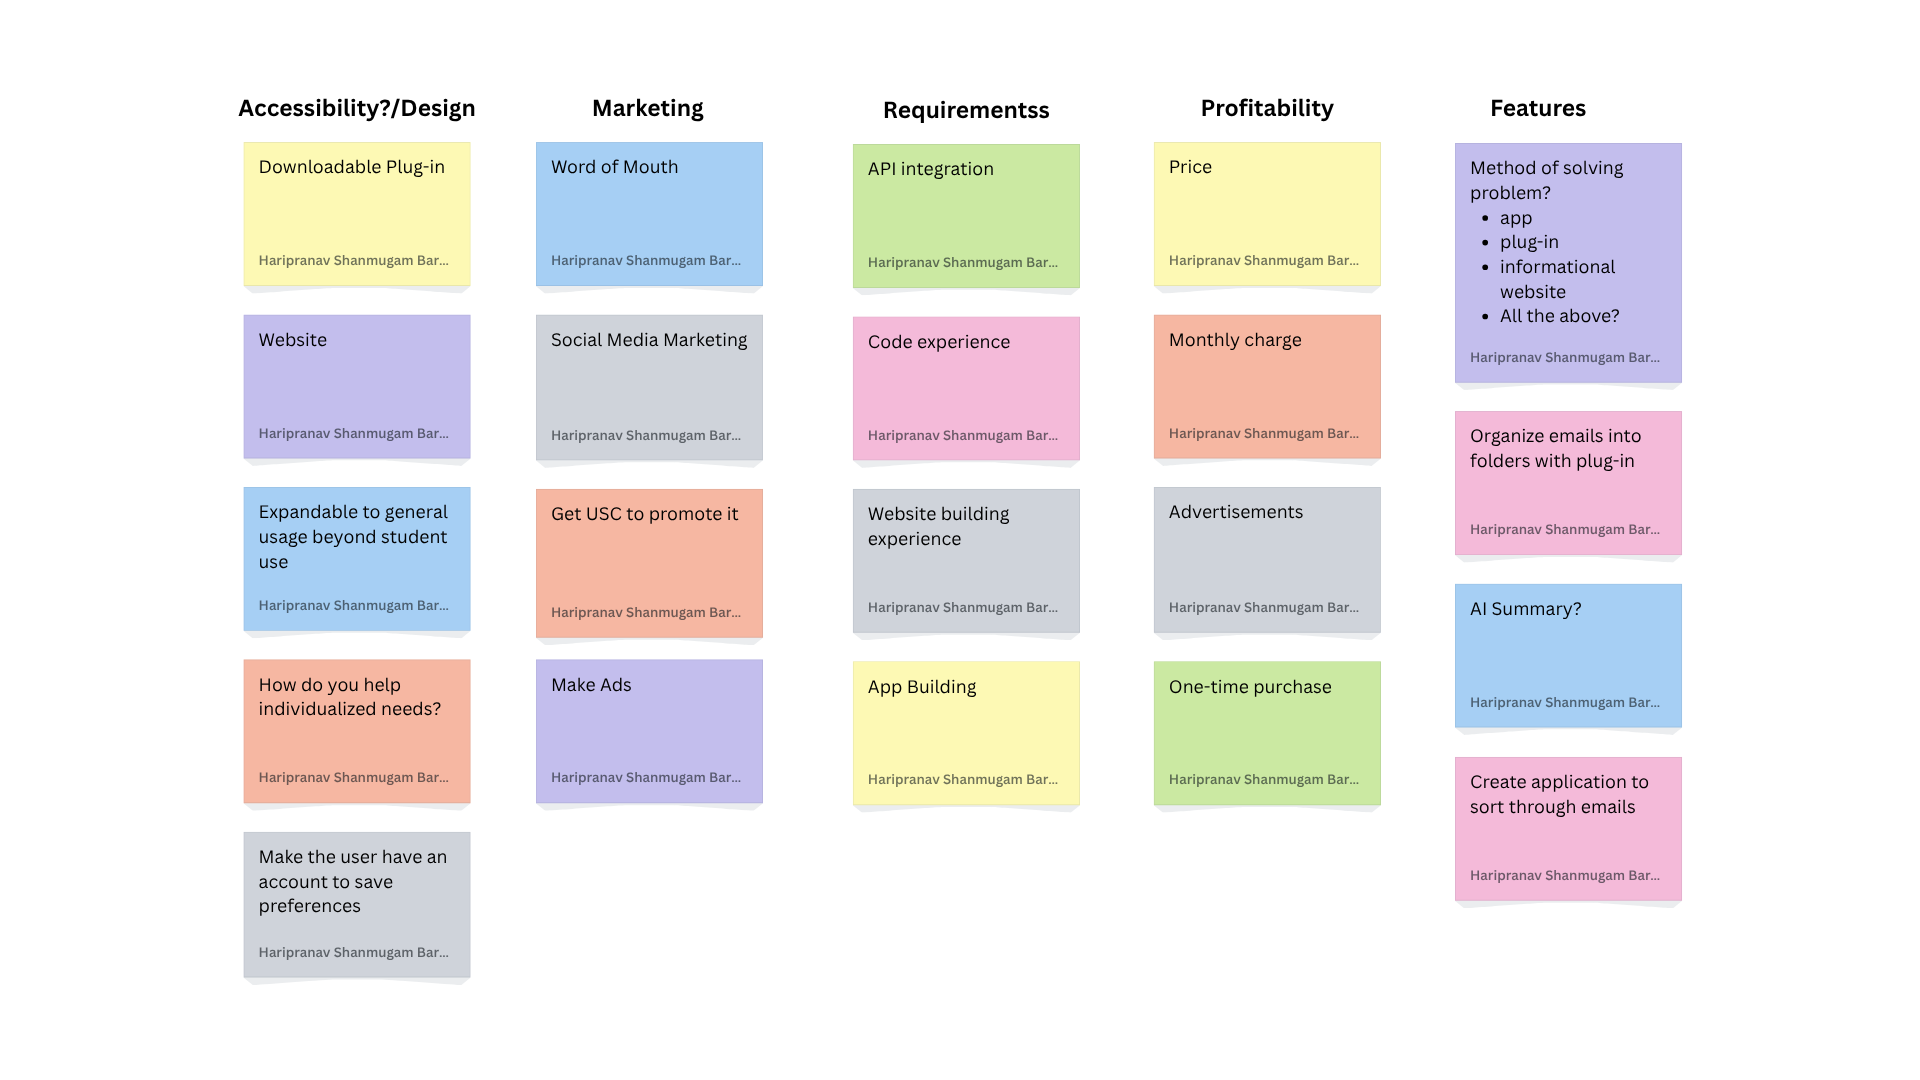 Accessibility?/Design
Downloadable Plug-in
Haripranav Shanmugam Bar...
Website
Haripranav Shanmugam Bar...
Expandable to general
usage beyond student
use
Haripranav Shanmugam Bar...
How do you help
individualized needs?
Haripranav Shanmugam Bar...
Make the user have an
account to save
preferences
Haripranav Shanmugam Bar...
Marketing
Word of Mouth
Haripranav Shanmugam Bar...
Social Media Marketing
Haripranav Shanmugam Bar...
Get USC to promote it
Haripranav Shanmugam Bar...
Make Ads
Haripranav Shanmugam Bar...
Requirementss
API integration
Haripranav Shanmugam Bar...
Code experience
Haripranav Shanmugam Bar...
Website building
experience
Haripranav Shanmugam Bar...
App Building
Haripranav Shanmugam Bar...
Profitability
Price
Haripranav Shanmugam Bar...
Monthly charge
Haripranav Shanmugam Bar...
Advertisements
Haripranav Shanmugam Bar...
One-time purchase
Haripranav Shanmugam Bar...
Features
Method of solving
problem?
• app
• plug-in
• informational
website
• All the above?
Haripranav Shanmugam Bar...
Organize emails into
folders with plug-in
Haripranav Shanmugam Bar...
AI Summary?
Haripranav Shanmugam Bar...
Create application to
sort through emails
Haripranav Shanmugam Bar...